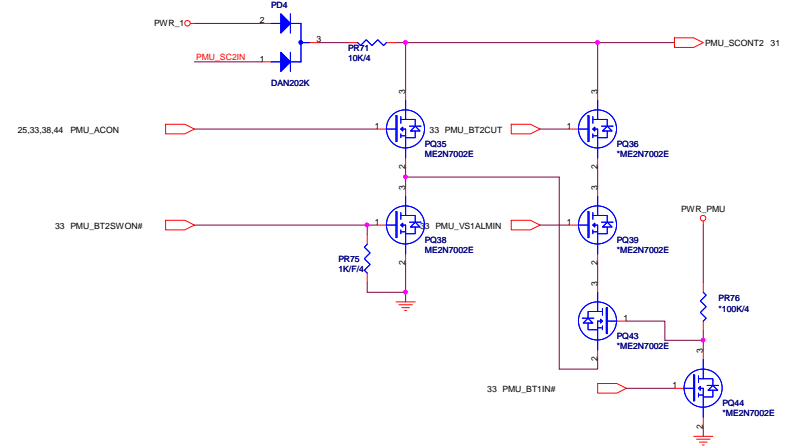 PD4
PWR_1
2
3
PMU_SC2IN
1
DAN202K
PR71
10K/4
PMU_SCONT2 31
3
3
25,33,38,44 PMU_ACON
1
33 PMU_BT2CUT
1
PQ35
ME2N7002E
PQ36
*ME2N7002E
2
2
3
3
PWR_PMU
33 PMU_BT2SWON#
1
33 PMU_VS1ALMIN
1
PQ38
ME2N7002E
PQ39
*ME2N7002E
PR75
1K/F/4
2
2
3
PR76
*100K/4
1
PQ43
*ME2N7002E
2
3
33 PMU_BT1IN#
1
PQ44
*ME2N7002E
2